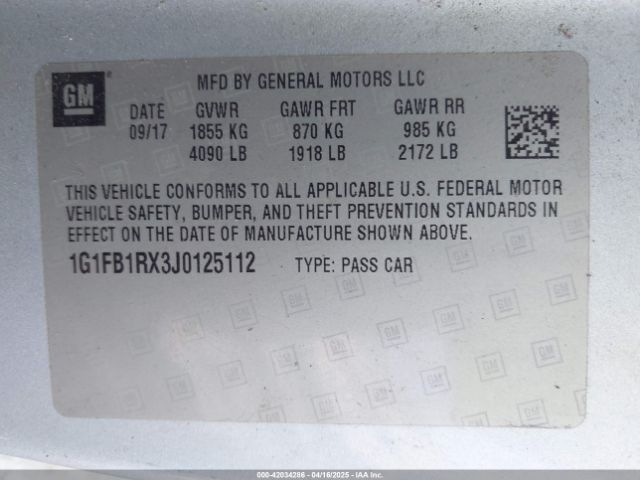 GM ® MFD BY GENERAL MOTORS LLC
DATE GVWR GAWR FRT GAWR RR
09/17 1855 KG 870 KG 985 KG
4090 LB 1918 LB 2172 LB
THIS VEHICLE CONFORMS TO ALL APPLICABLE U.S. FEDERAL MOTOR
VEHICLE SAFETY, BUMPER, AND THEFT PREVENTION STANDARDS IN
EFFECT ON THE DATE OF MANUFACTURE SHOWN ABOVE.
1G1FB1RX3J0125112 TYPE: PASS CAR
000-42034286 - 04/16/2025 - IAAI.COM